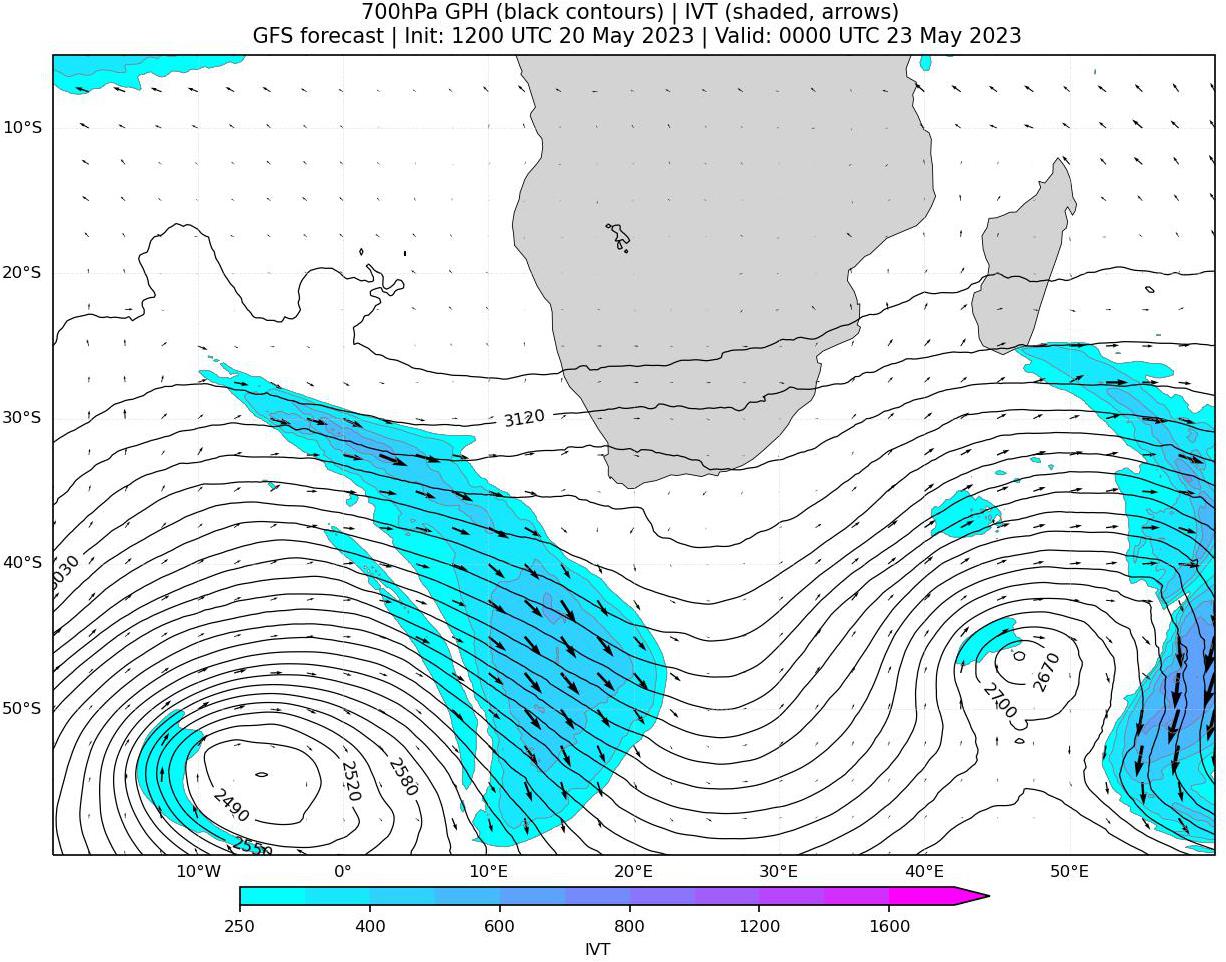 700hPa GPH (black contours) | IVT (shaded, arrows)
GFS forecast | Init: 1200 UTC 20 May 2023 | Valid: 0000 UTC 23 May 2023
10°S
20°S
30°S
40°S
50°S
3120
3030
2670
2700
2520
2580
2490
2550
10°W
0°
10°E
20°E
30°E
40°E
50°E
250
400
600
800
1200
1600
IVT